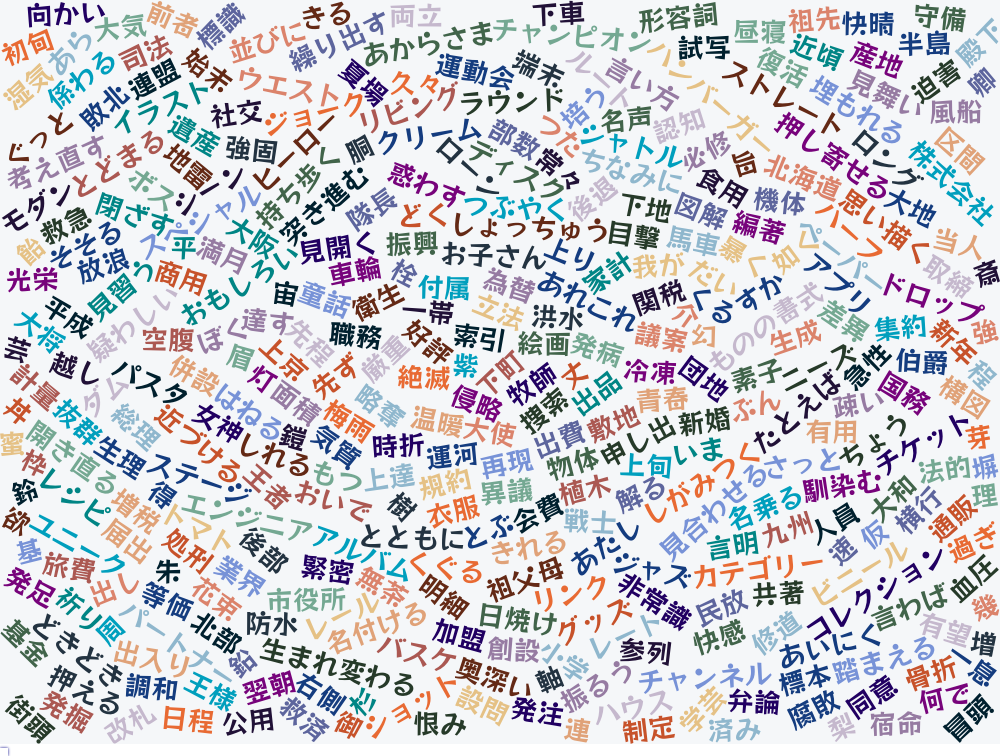 向かい
大気
前者
標識
きかい
きる
両立
下車
形容詞
昼寝
祖先
快晴
守備
初旬
あら
司法
並びに
繰り出す
あからさま
チャンピオン
試写
復活
近頃
産地
半島
殿下
湿気
係わる
連盟
始末
夏場
久々
運動会
端末
ルーズ
言い方
ハンバーガー
ストレート
埋もれる
見舞い
迫害
風船
敗北
イラスト
社交
ウエスト
ジョーク
リビング
ラウンド
培う
名声
認知
ぐっと
遺産
強固
クリーム
部数
常々
シャトル
必修
押し寄せる
ロング
区間
株式会社
考え直す
とどまる
地雷
胴
ディスク
ちなみに
食用
北海道
モダン
ボス
持ち歩く
惑わす
つぶやく
後退
下地
図解
機体
思い描く
大地
救急
閉ざす
スペシャル
突き進む
隊長
どく
しょっちゅう
目撃
編著
ハーフ
当人
飴
そそる
平
満月
大阪
見開く
振興
お子さん
上り
馬車
暴く
如く
ペーパー
取締
斎
光栄
放浪
商用
おもしろい
車輪
栓
為替
家計
我が
だい
アプリ
ドロップ
見習う
宙
童話
衛生
付属
あれこれ
関税
くるすか
平成
一帯
立法
洪水
ものの
書式
差異
集約
新年
強
大将
疑わしい
空腹
ぼく
達す
先程
職務
好評
索引
絵画
発病
議案
幻
生成
芸
越し
併設
眉
上京
先ず
厳重
絶滅
紫
下町
牧師
丈
冷凍
団地
素子
ニーズ
急性
伯爵
程
計量
ダム
パスタ
はねる
灯
面積
略奪
侵略
捜索
出品
青春
ぶん
たとえば
疎い
国務
構図
丼
抜群
総理
近づける
女神
鎧
梅雨
気質
時折
温暖
大使
出費
敷地
申し出
新婚
有用
ちょう
チケット
芽
蜜
開き直る
生理
ステージ
しれる
もつ
上達
運河
再現
物体
上旬
いま
しがみつく
さっと
法的
塀
枠
レシピ
得
王者
おいで
規約
異議
植木
解る
見合わせる
名乗る
馴染む
大和
理
鈴
増税
エンジニア
樹
衣服
会費
戦士
九州
人員
横行
通販
欲
ユニーク
届出
トマト
後部
アルバム
とともに
とぶ
きれる
あたし
言明
速
仮
過ぎ
基
旅費
処刑
業界
緊密
無茶
くぐる
祖父母
ジャズ
カテゴリー
ビニール
コレクション
血圧
発足
出し
朱
花束
市役所
明細
リンク
非常識
民放
共著
言わば
幾
祈り
等価
北部
防水
レール
名付ける
日焼け
グッズ
レート
快感
修道
あいにく
有望
増
基金
どきどき
パートナー
出入り
生まれ変わる
バスケット
加盟
創設
小学
参列
チャンネル
標本
踏まえる
骨折
一息
押える
調和
王様
翌朝
右側
奥深い
軸
振るう
弁論
同意
何で
街頭
発掘
改札
日程
公用
救済
御
ショット
恨み
設問
発注
連
ハウス
制定
学芸
済み
腐敗
梨
宿命
冒頭